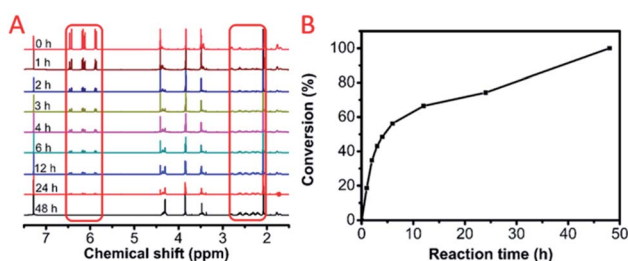 A
0 h
1 h
2 h
3 h
4 h
6 h
12 h
24 h
48 h
7 6 5 4 3 2
Chemical shift (ppm)
B
100
80
60
40
20
0
0 10 20 30 40 50
Conversion (%)
Reaction time (h)